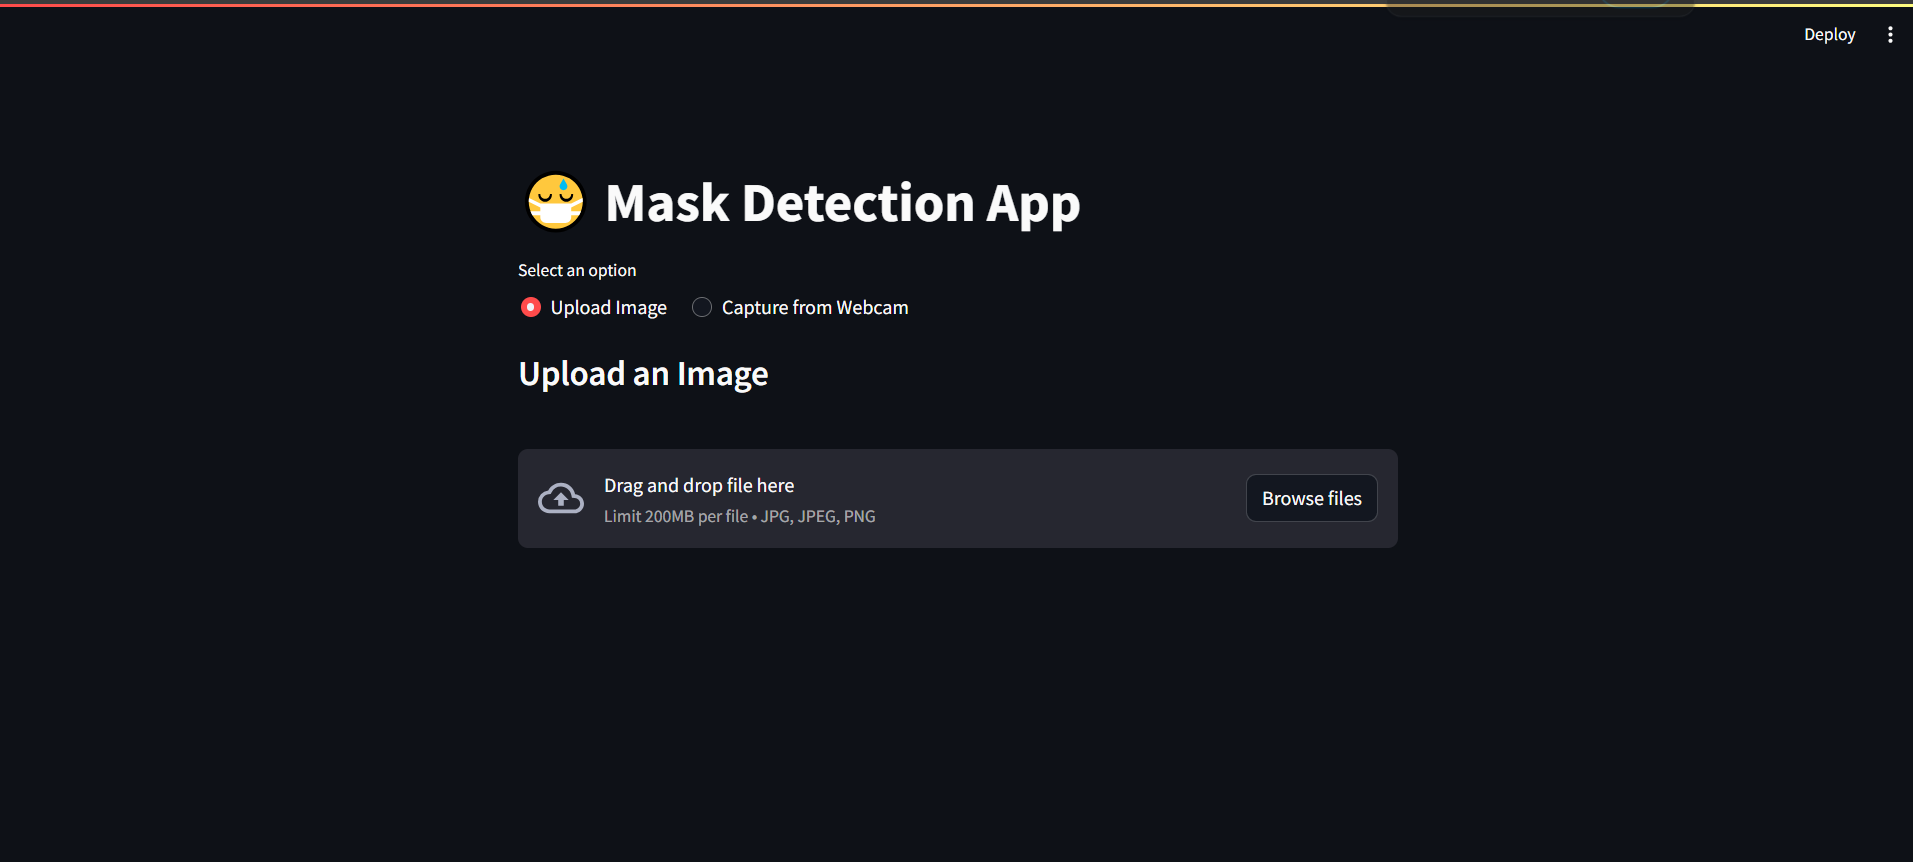 Deploy
Mask Detection App
Select an option
Upload Image Capture from Webcam
Upload an Image
Drag and drop file here
Limit 200MB per file • JPG, JPEG, PNG
Browse files